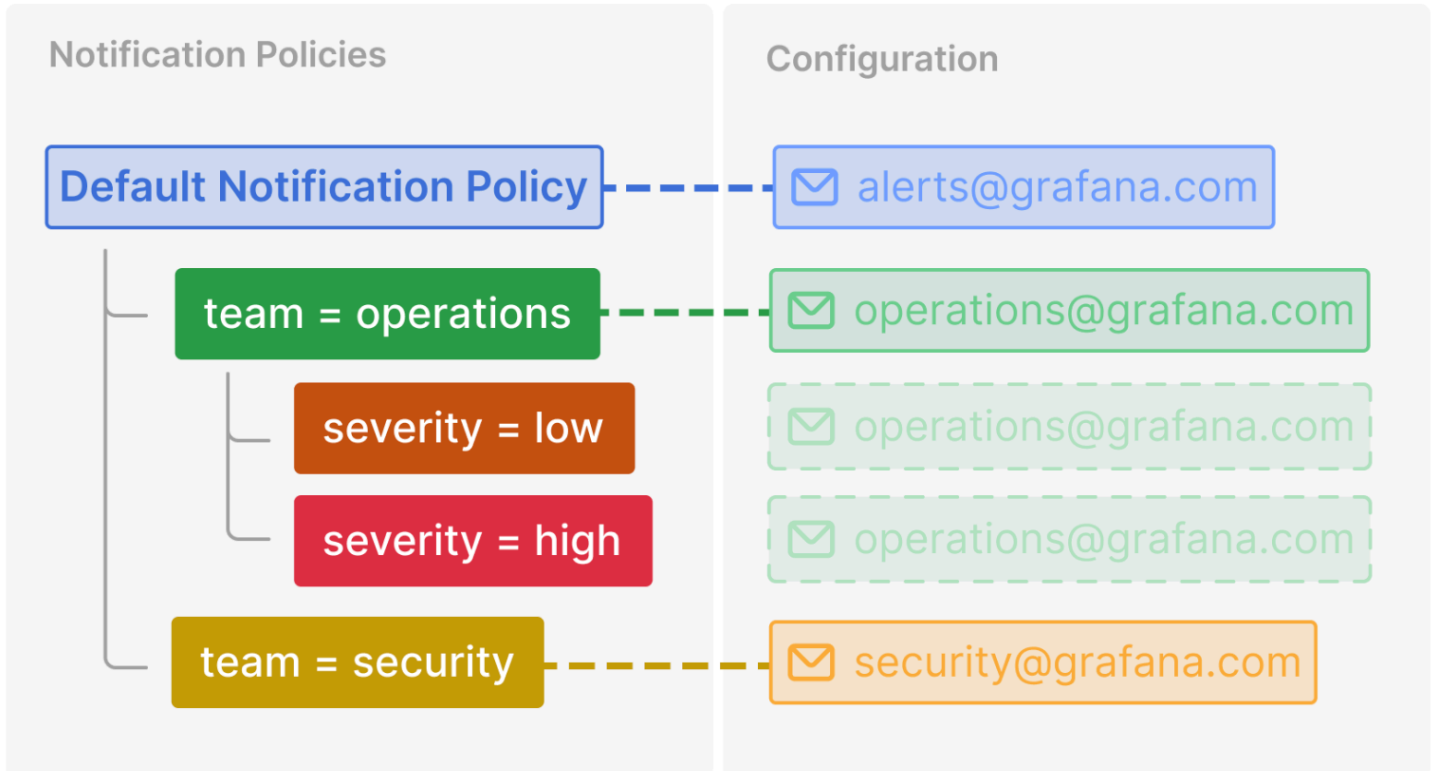 Notification Policies
Configuration
Default Notification Policy
alerts@grafana.com
team = operations
operations@grafana.com
severity = low
operations@grafana.com
severity = high
operations@grafana.com
team = security
security@grafana.com